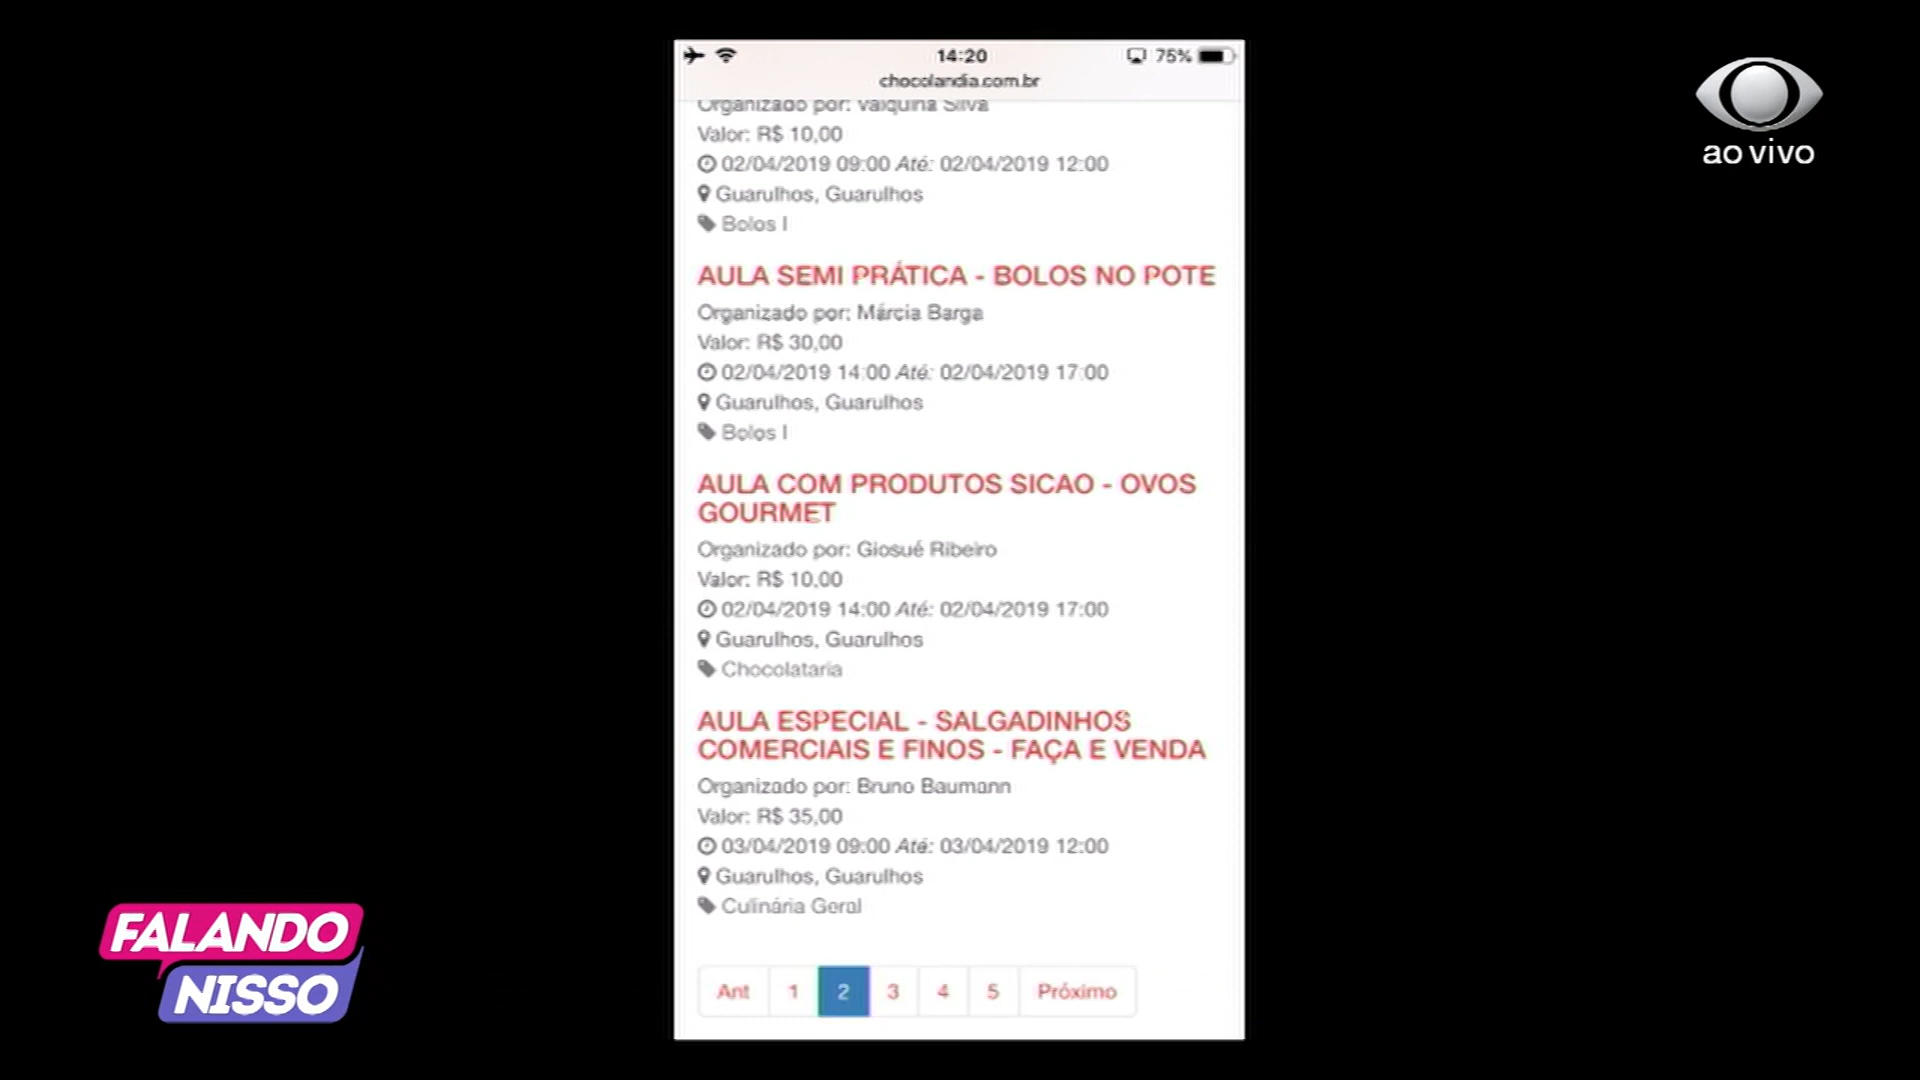 14:20
75%
chocolandia.com.br
Organizado por: Valquiria Silva
Valor: R$ 10,00
02/04/2019 09:00 Até: 02/04/2019 12:00
Guarulhos, Guarulhos
Bolos I
AULA SEMI PRÁTICA - BOLOS NO POTE
Organizado por: Márcia Barga
Valor: R$ 30,00
02/04/2019 14:00 Até: 02/04/2019 17:00
Guarulhos, Guarulhos
Bolos I
AULA COM PRODUTOS SICAO - OVOS
GOURMET
Organizado por: Giosué Ribeiro
Valor: R$ 10,00
02/04/2019 14:00 Até: 02/04/2019 17:00
Guarulhos, Guarulhos
Chocolataria
AULA ESPECIAL - SALGADINHOS
COMERCIAIS E FINOS - FAÇA E VENDA
Organizado por: Bruno Baumann
Valor: R$ 35,00
03/04/2019 09:00 Até: 03/04/2019 12:00
Guarulhos, Guarulhos
Culinária Geral
Ant 1 2 3 4 5 Próximo
ao vivo
FALANDO
NISSO